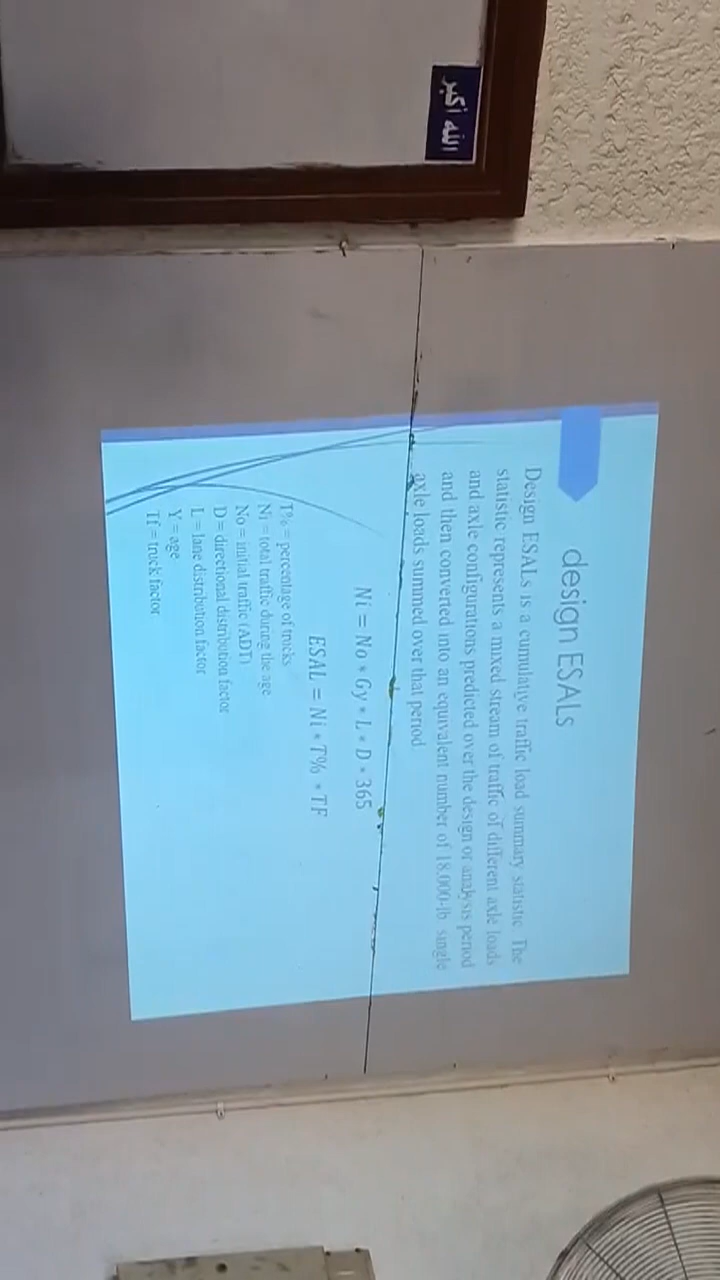 الله أكبر
design ESALs
Design ESALs is a cumulative traffic load summary statistic. The
statistic represents a mixed stream of traffic of different axle loads
and axle configurations predicted over the design or analysis period
and then converted into an equivalent number of 18.000-lb single
axle loads summed over that period
Ni = No * Gy * L * D * 365
ESAL = Ni * T% * TF
T% = percentage of trucks
Ni = total traffic during the age
No = initial traffic (ADT)
D = directional distribution factor
L = lane distribution factor
Y = age
Tf = truck factor